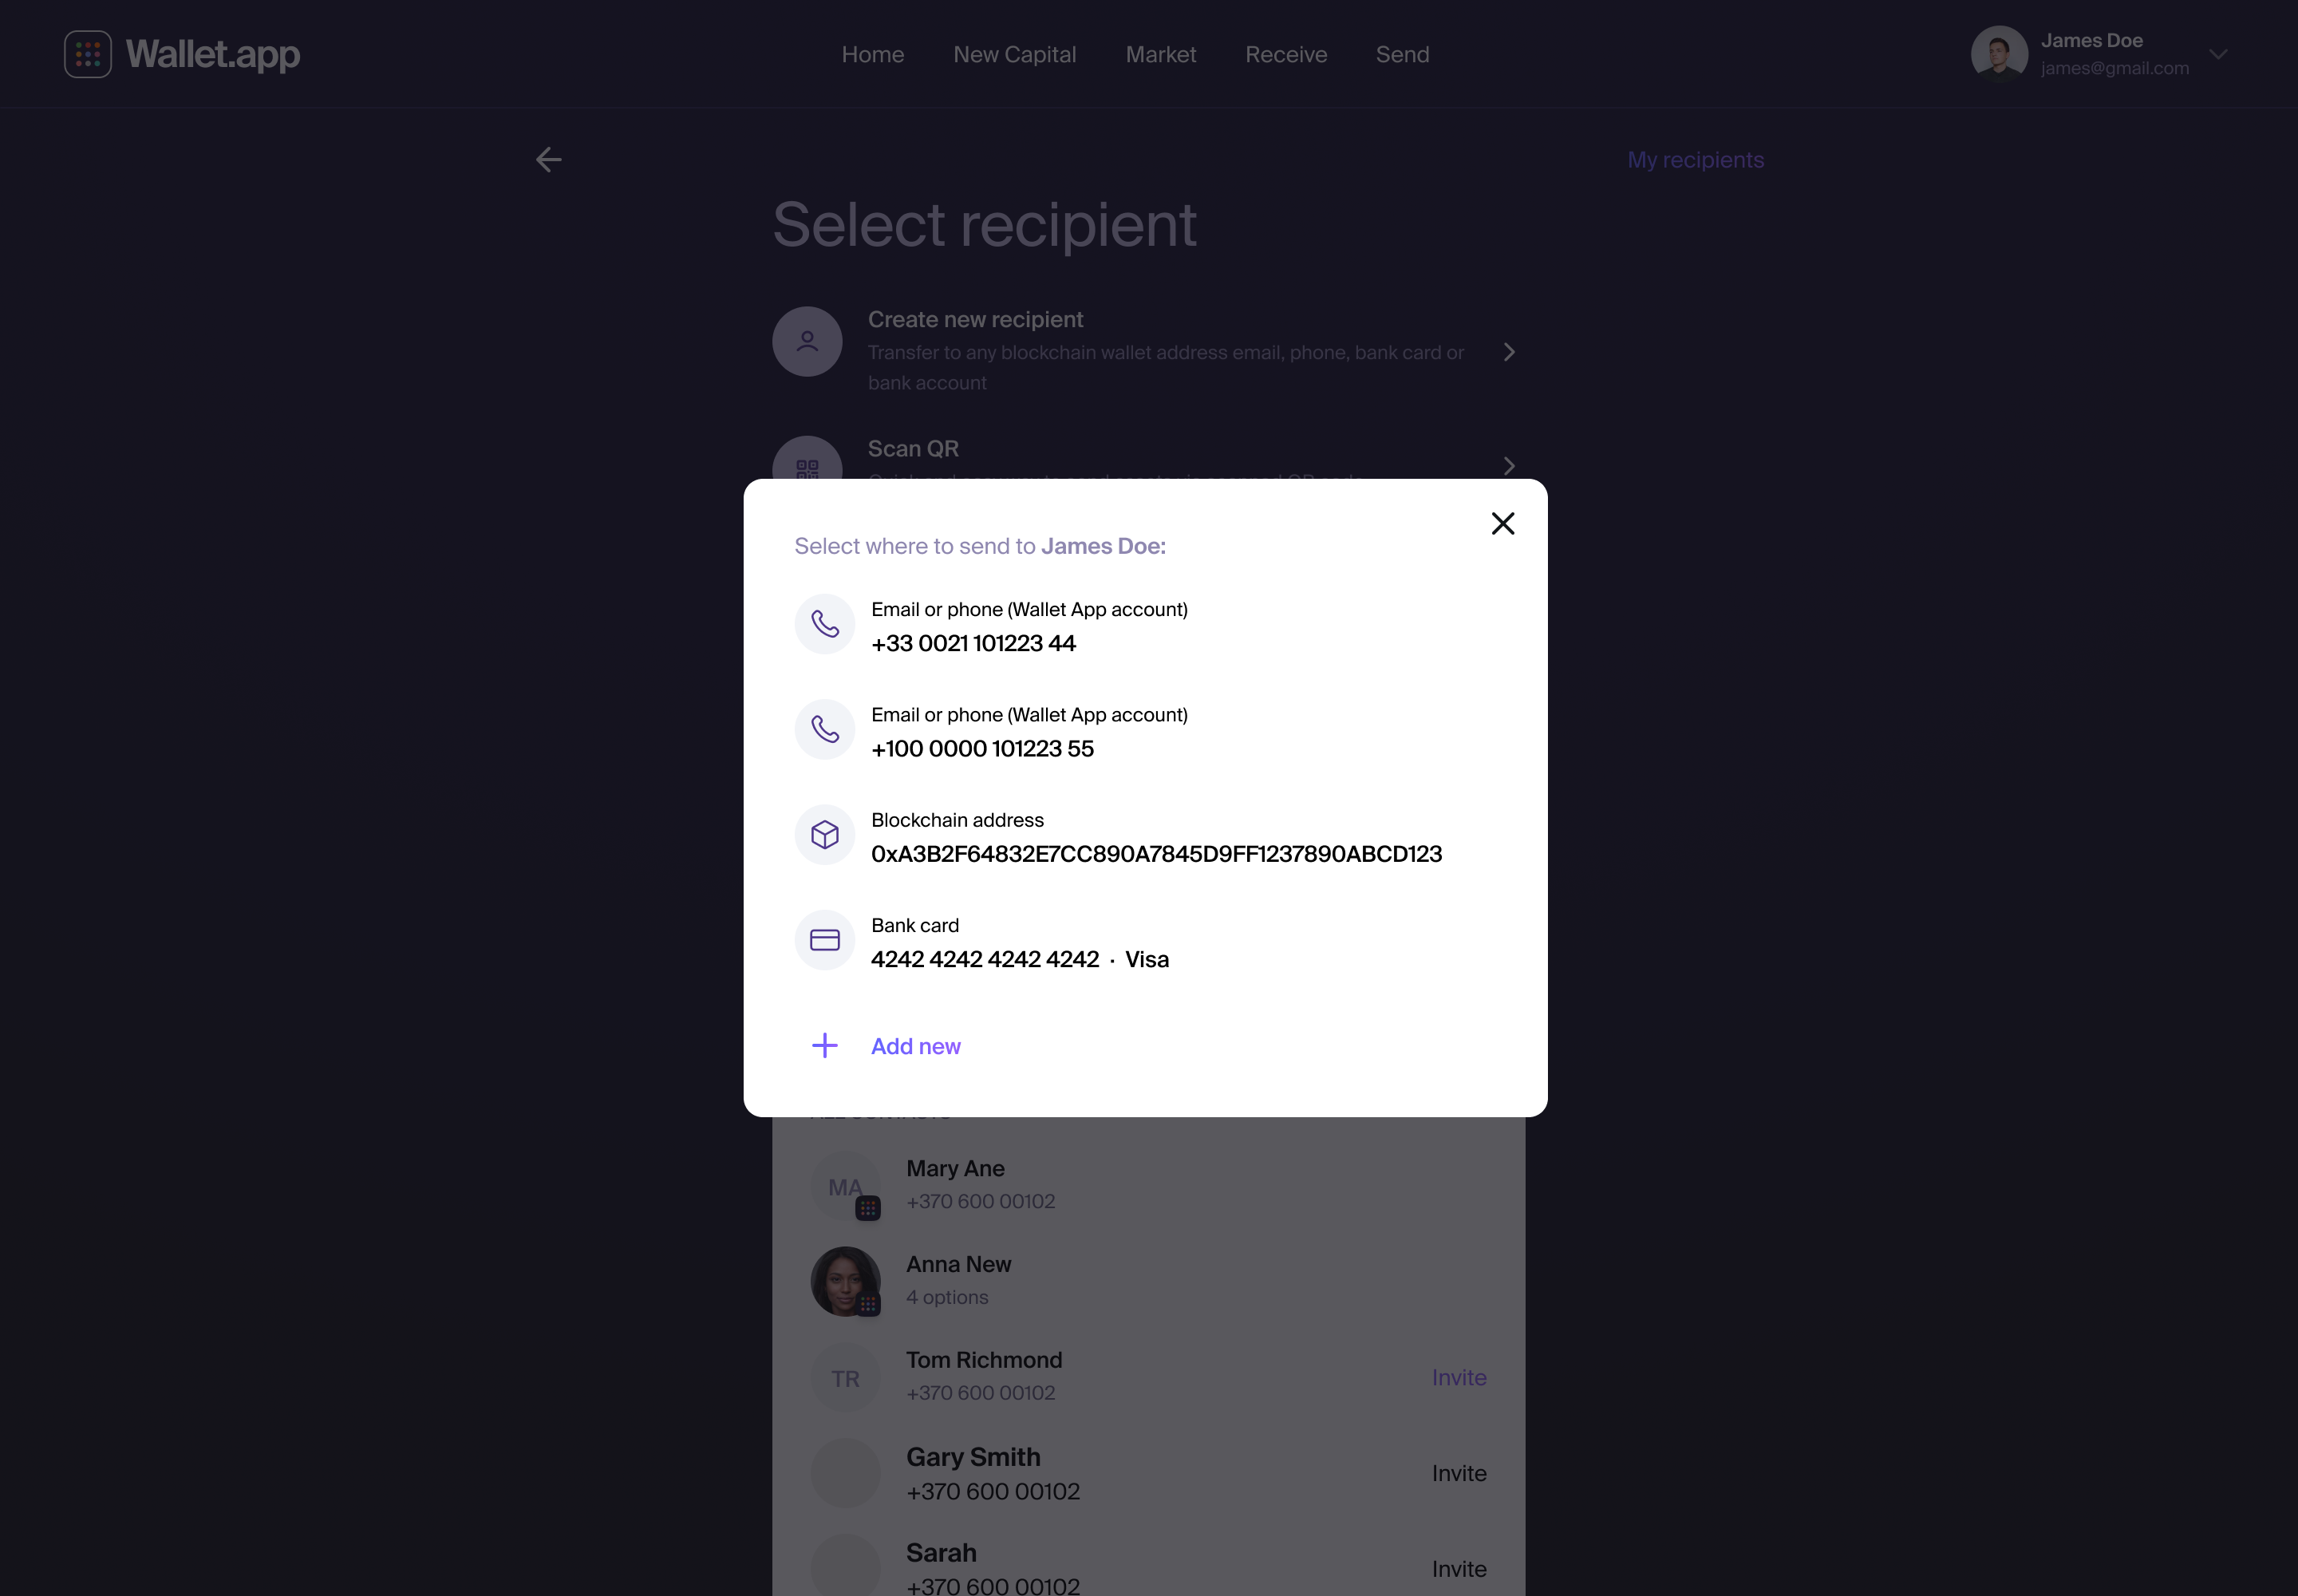 Wallet.app
Home
New Capital
Market
Receive
Send
James Doe
james@gmail.com
My recipients
Select recipient
Create new recipient
Transfer to any blockchain wallet address email, phone, bank card or
bank account
Scan QR
Select where to send to James Doe:
Email or phone (Wallet App account)
+33 0021 101223 44
Email or phone (Wallet App account)
+100 0000 101223 55
Blockchain address
0xA3B2F64832E7CC890A7845D9FF1237890ABCD123
Bank card
4242 4242 4242 4242 · Visa
Add new
MA
Mary Ane
+370 600 00102
Anna New
4 options
TR
Tom Richmond
+370 600 00102
Invite
Gary Smith
+370 600 00102
Invite
Sarah
+370 600 00102
Invite